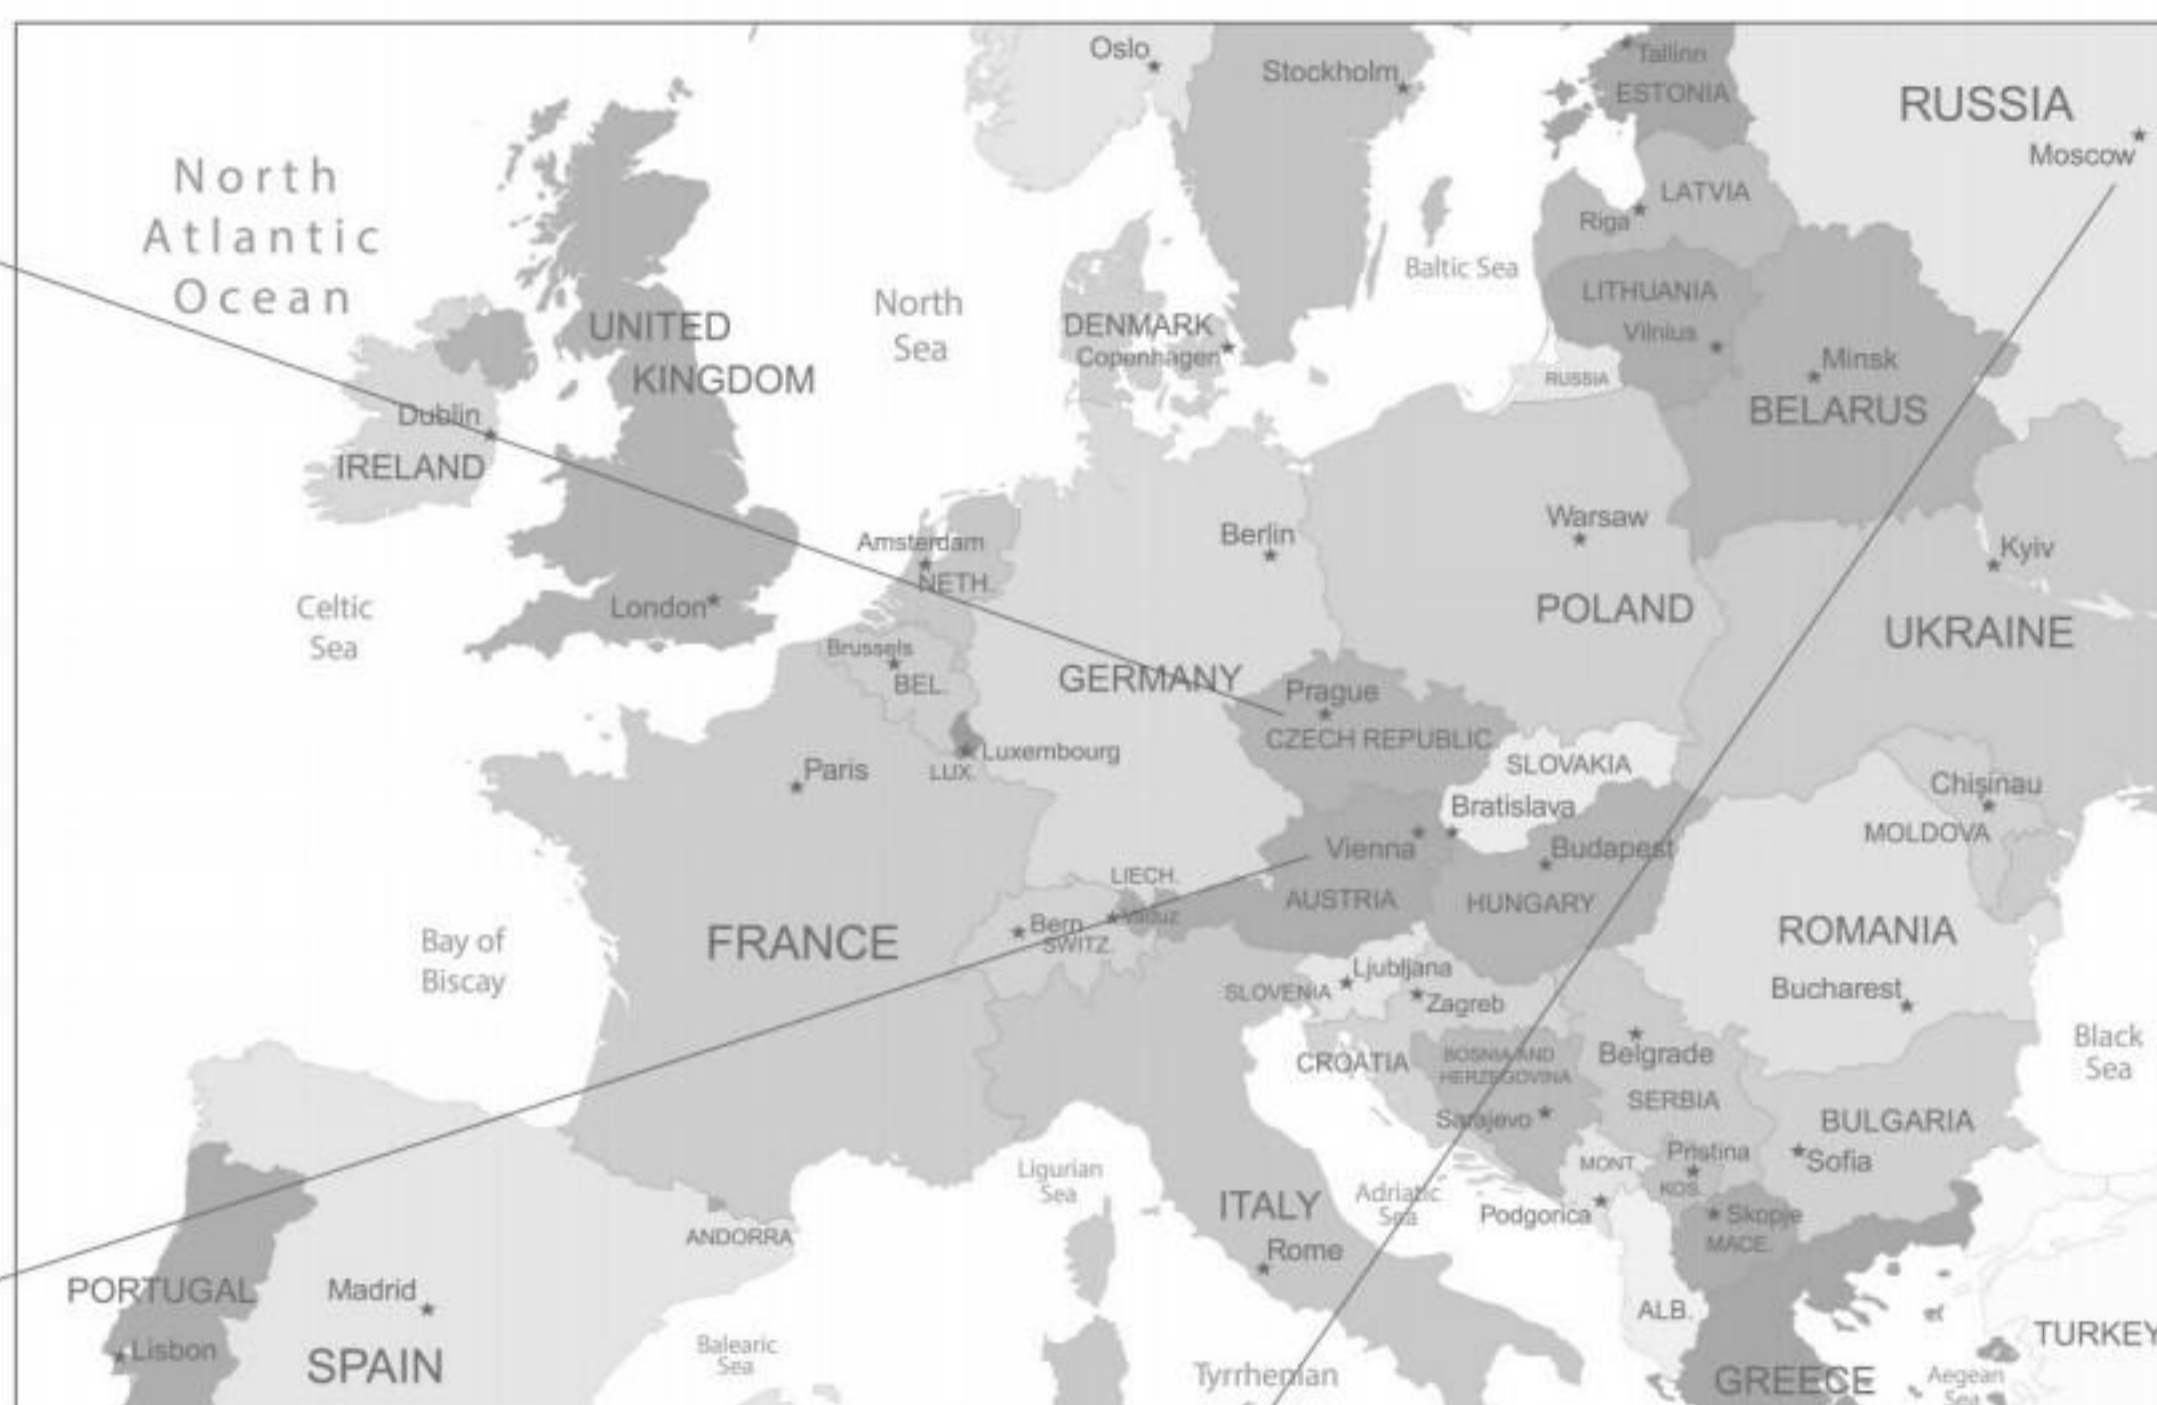 Oslo
Stockholm
Tallinn
ESTONIA
RUSSIA
Moscow
North
Atlantic
Ocean
LATVIA
Riga
Baltic Sea
LITHUANIA
Vilnius
North
Sea
UNITED
KINGDOM
DENMARK
Copenhagen
RUSSIA
Minsk
BELARUS
Dublin
IRELAND
Amsterdam
NETH.
Berlin
Warsaw
POLAND
Kyiv
UKRAINE
Celtic
Sea
London
Brussels
BEL.
GERMANY
Prague
CZECH REPUBLIC
Luxembourg
LUX.
Paris
SLOVAKIA
Bratislava
Chișinau
MOLDOVA
Vienna
Budapest
LIECH.
Vaduz
AUSTRIA
HUNGARY
Bern
SWITZ.
FRANCE
Bay of
Biscay
ROMANIA
Bucharest
Ljubljana
SLOVENIA
Zagreb
CROATIA
BOSNIA AND
HERZEGOVINA
Sarajevo
Belgrade
SERBIA
Black
Sea
BULGARIA
Sofia
Pristina
KOS.
MONT.
Podgorica
Skopje
MACE.
Ligurian
Sea
ITALY
Rome
Adriatic
Sea
ANDORRA
PORTUGAL
Lisbon
Madrid
SPAIN
Balearic
Sea
Tyrrhenian
ALB.
GREECE
Aegean
Sea
TURKEY